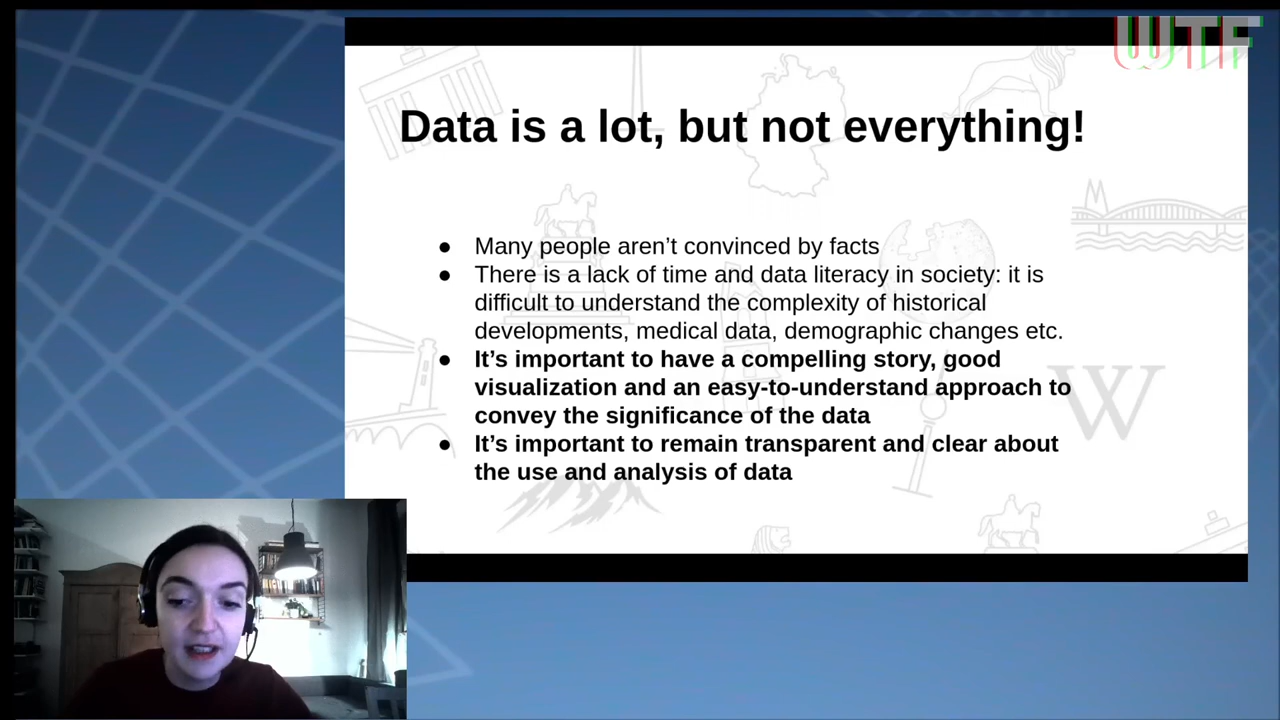 WTF
Data is a lot, but not everything!
● Many people aren’t convinced by facts
● There is a lack of time and data literacy in society: it is
difficult to understand the complexity of historical
developments, medical data, demographic changes etc.
● It’s important to have a compelling story, good
visualization and an easy-to-understand approach to
convey the significance of the data
● It’s important to remain transparent and clear about
the use and analysis of data
W